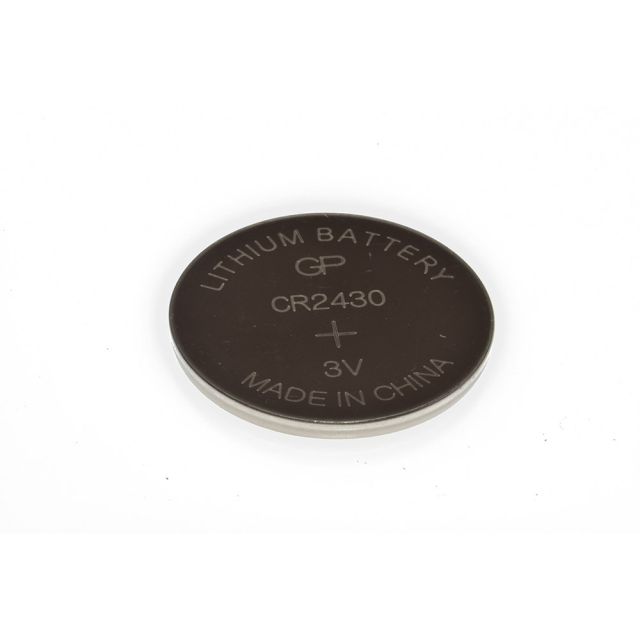 LITHIUM BATTERY
GP
CR2430
+
3V
MADE IN CHINA